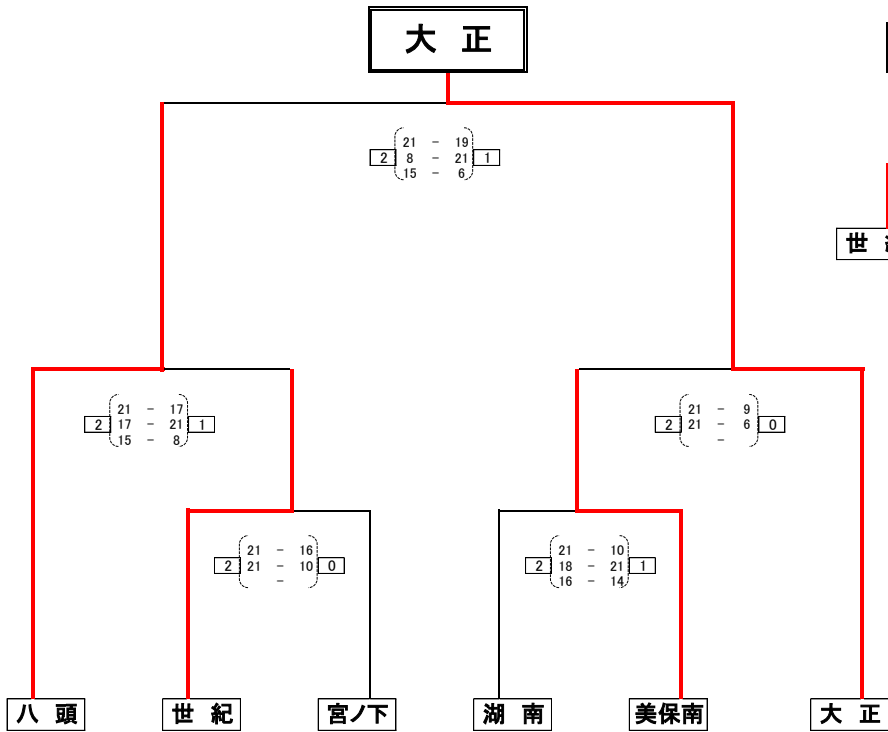 大 正
21 - 19
2 8 - 21 1
15 - 6
世
21 - 17
2 17 - 21 1
15 - 8
21 - 9
2 21 - 6 0
-
21 - 16
2 21 - 10 0
-
21 - 10
2 18 - 21 1
16 - 14
八 頭
世 紀
宮ノ下
湖 南
美保南
大 正